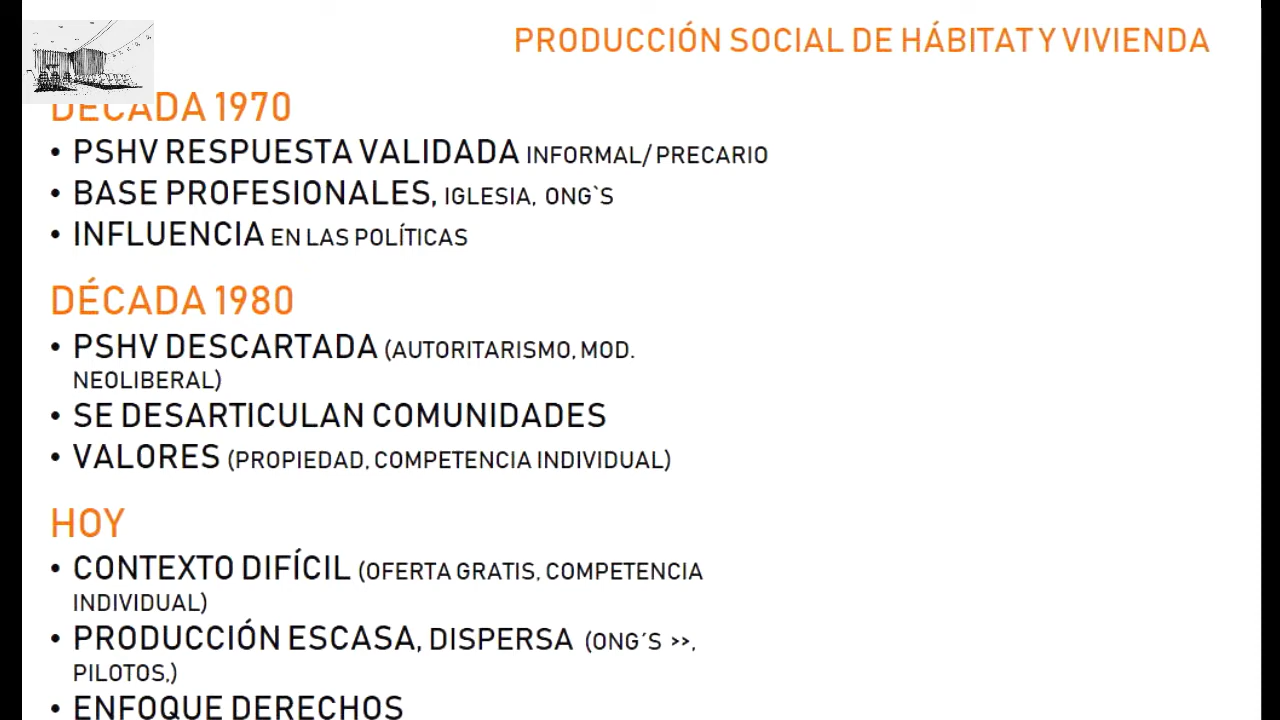 PRODUCCIÓN SOCIAL DE HÁBITAT Y VIVIENDA
DÉCADA 1970
• PSHV RESPUESTA VALIDADA INFORMAL/ PRECARIO
• BASE PROFESIONALES, IGLESIA, ONG`S
• INFLUENCIA EN LAS POLÍTICAS
DÉCADA 1980
• PSHV DESCARTADA (AUTORITARISMO, MOD.
NEOLIBERAL)
• SE DESARTICULAN COMUNIDADES
• VALORES (PROPIEDAD, COMPETENCIA INDIVIDUAL)
HOY
• CONTEXTO DIFÍCIL (OFERTA GRATIS, COMPETENCIA
INDIVIDUAL)
• PRODUCCIÓN ESCASA, DISPERSA (ONG´S >>,
PILOTOS,)
• ENFOQUE DERECHOS